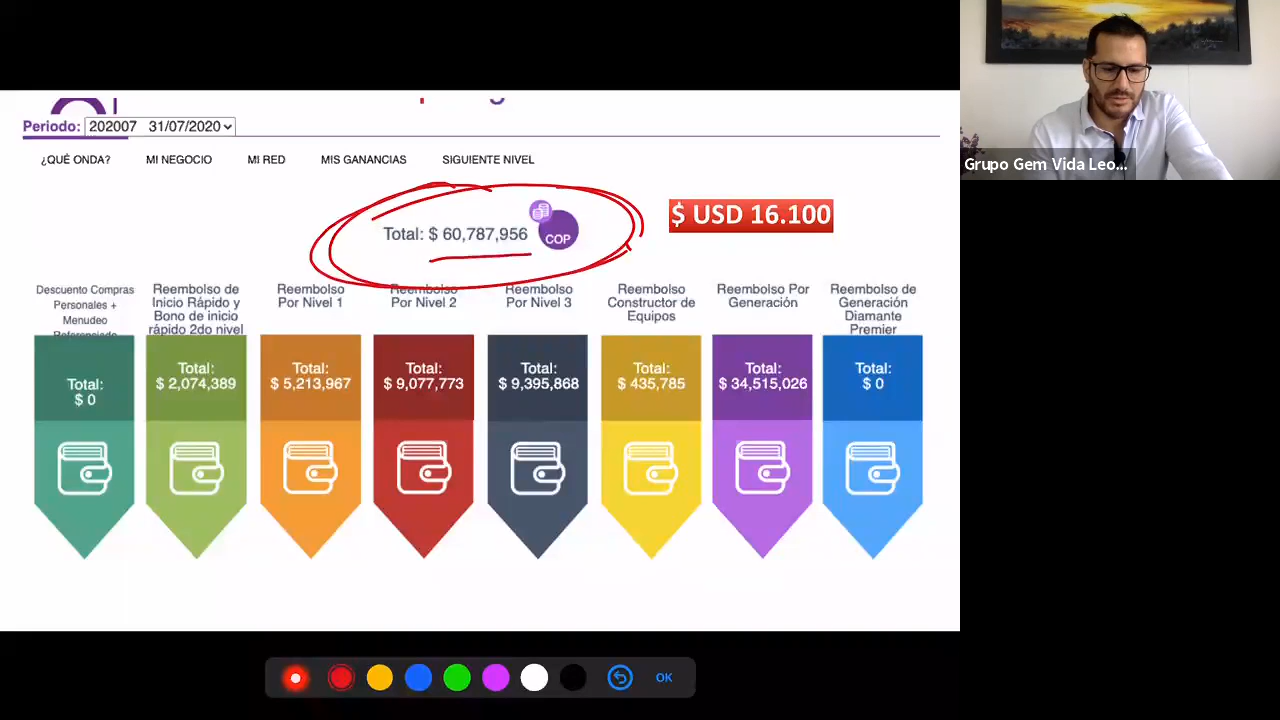 Periodo: 202007 31/07/2020
¿QUÉ ONDA? MI NEGOCIO MI RED MIS GANANCIAS SIGUIENTE NIVEL
Total: $ 60,787,956
COP
$ USD 16.100
Grupo Gem Vida Leo...
Descuento Compras
Personales +
Menudeo
Referenciado
Total:
$ 0
Reembolso de
Inicio Rápido y
Bono de inicio
rápido 2do nivel
Total:
$ 2,074,389
Reembolso
Por Nivel 1
Total:
$ 5,213,967
Reembolso
Por Nivel 2
Total:
$ 9,077,773
Reembolso
Por Nivel 3
Total:
$ 9,395,868
Reembolso
Constructor de
Equipos
Total:
$ 435,785
Reembolso Por
Generación
Total:
$ 34,515,026
Reembolso de
Generación
Diamante
Premier
Total:
$ 0
OK